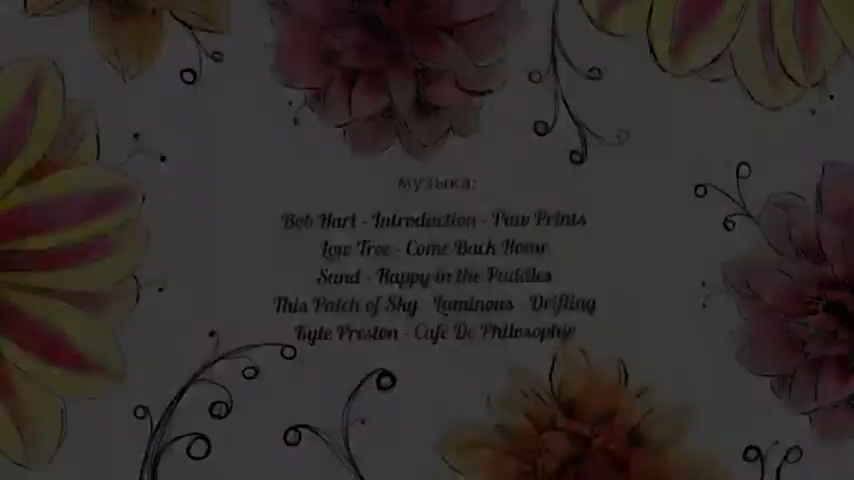 музыка:
Bob Hart - Introduction - Paw Prints
Low Tree - Come Back Home
Sand - Happy in the Puddles
This Patch of Sky - Luminous - Drifting
Kyle Preston - Cafe De Philosophie